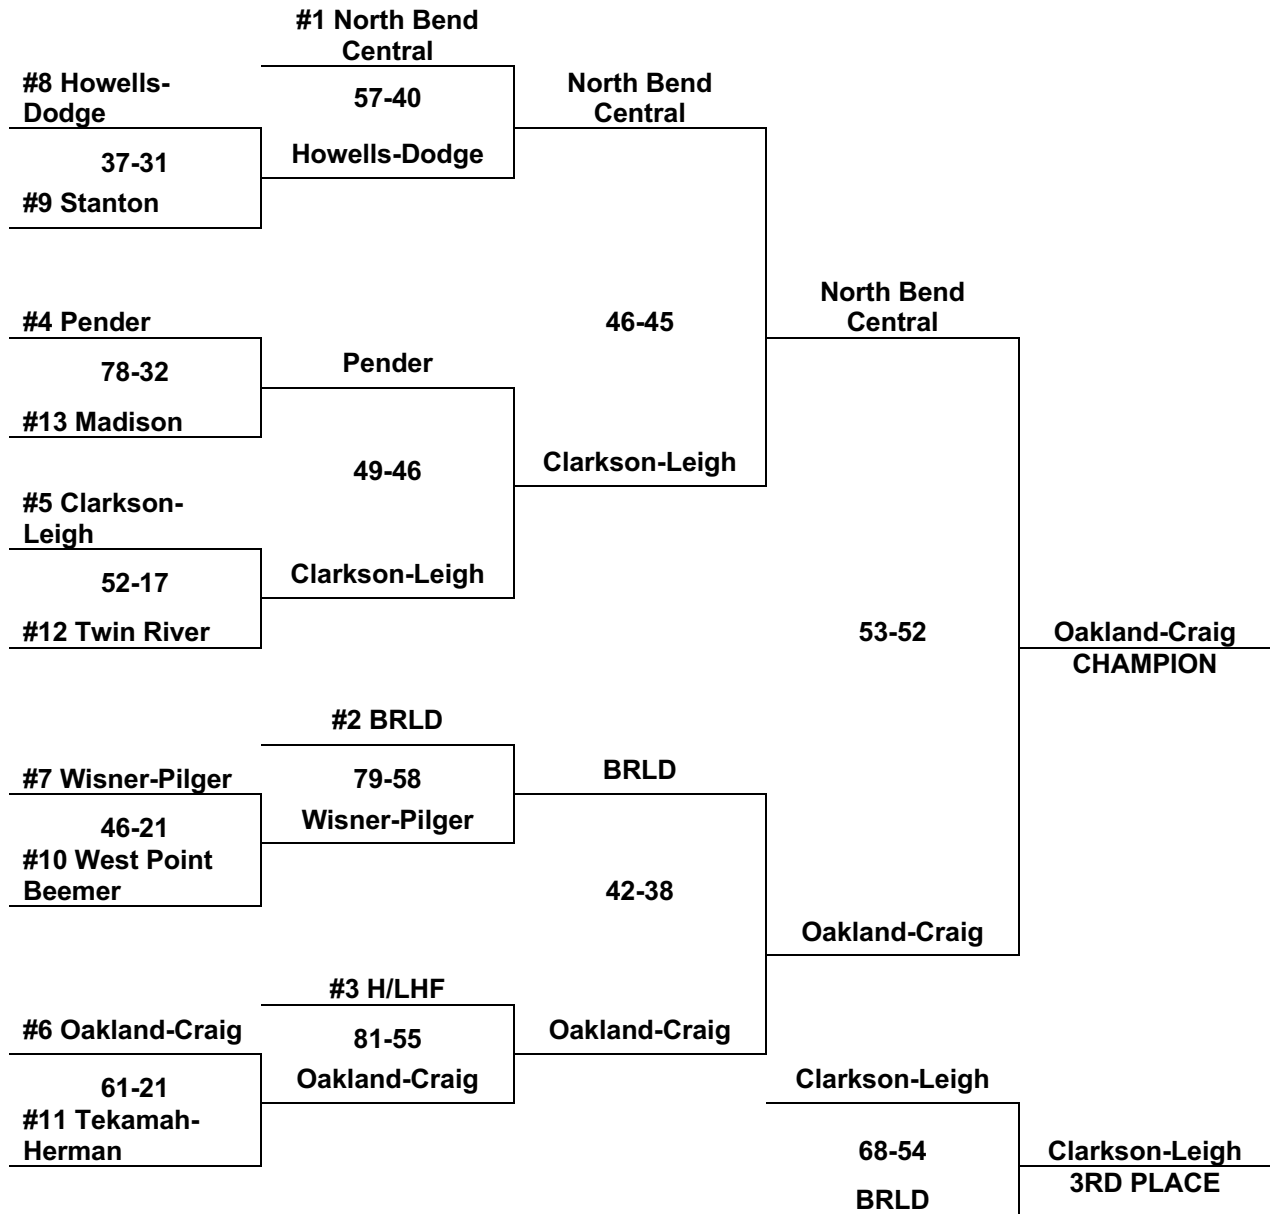 #1 North Bend
Central
#8 Howells-
Dodge
57-40
North Bend
Central
37-31
Howells-Dodge
#9 Stanton
#4 Pender
46-45
North Bend
Central
78-32
Pender
#13 Madison
49-46
Clarkson-Leigh
#5 Clarkson-
Leigh
52-17
Clarkson-Leigh
#12 Twin River
53-52
Oakland-Craig
CHAMPION
#2 BRLD
#7 Wisner-Pilger
79-58
BRLD
46-21
Wisner-Pilger
#10 West Point
Beemer
42-38
Oakland-Craig
#3 H/LHF
#6 Oakland-Craig
81-55
Oakland-Craig
61-21
Oakland-Craig
Clarkson-Leigh
#11 Tekamah-
Herman
68-54
Clarkson-Leigh
3RD PLACE
BRLD